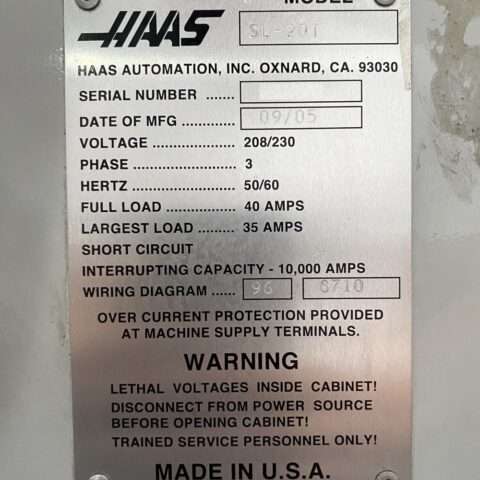 MODEL
HAAS SL-20T
HAAS AUTOMATION, INC. OXNARD, CA. 93030
SERIAL NUMBER ......
DATE OF MFG ........ 09/05
VOLTAGE .............. 208/230
PHASE ................. 3
HERTZ ................. 50/60
FULL LOAD .......... 40 AMPS
LARGEST LOAD ......... 35 AMPS
SHORT CIRCUIT
INTERRUPTING CAPACITY - 10,000 AMPS
WIRING DIAGRAM ...... 96 8710
OVER CURRENT PROTECTION PROVIDED
AT MACHINE SUPPLY TERMINALS.
WARNING
LETHAL VOLTAGES INSIDE CABINET!
DISCONNECT FROM POWER SOURCE
BEFORE OPENING CABINET!
TRAINED SERVICE PERSONNEL ONLY!
MADE IN U.S.A.